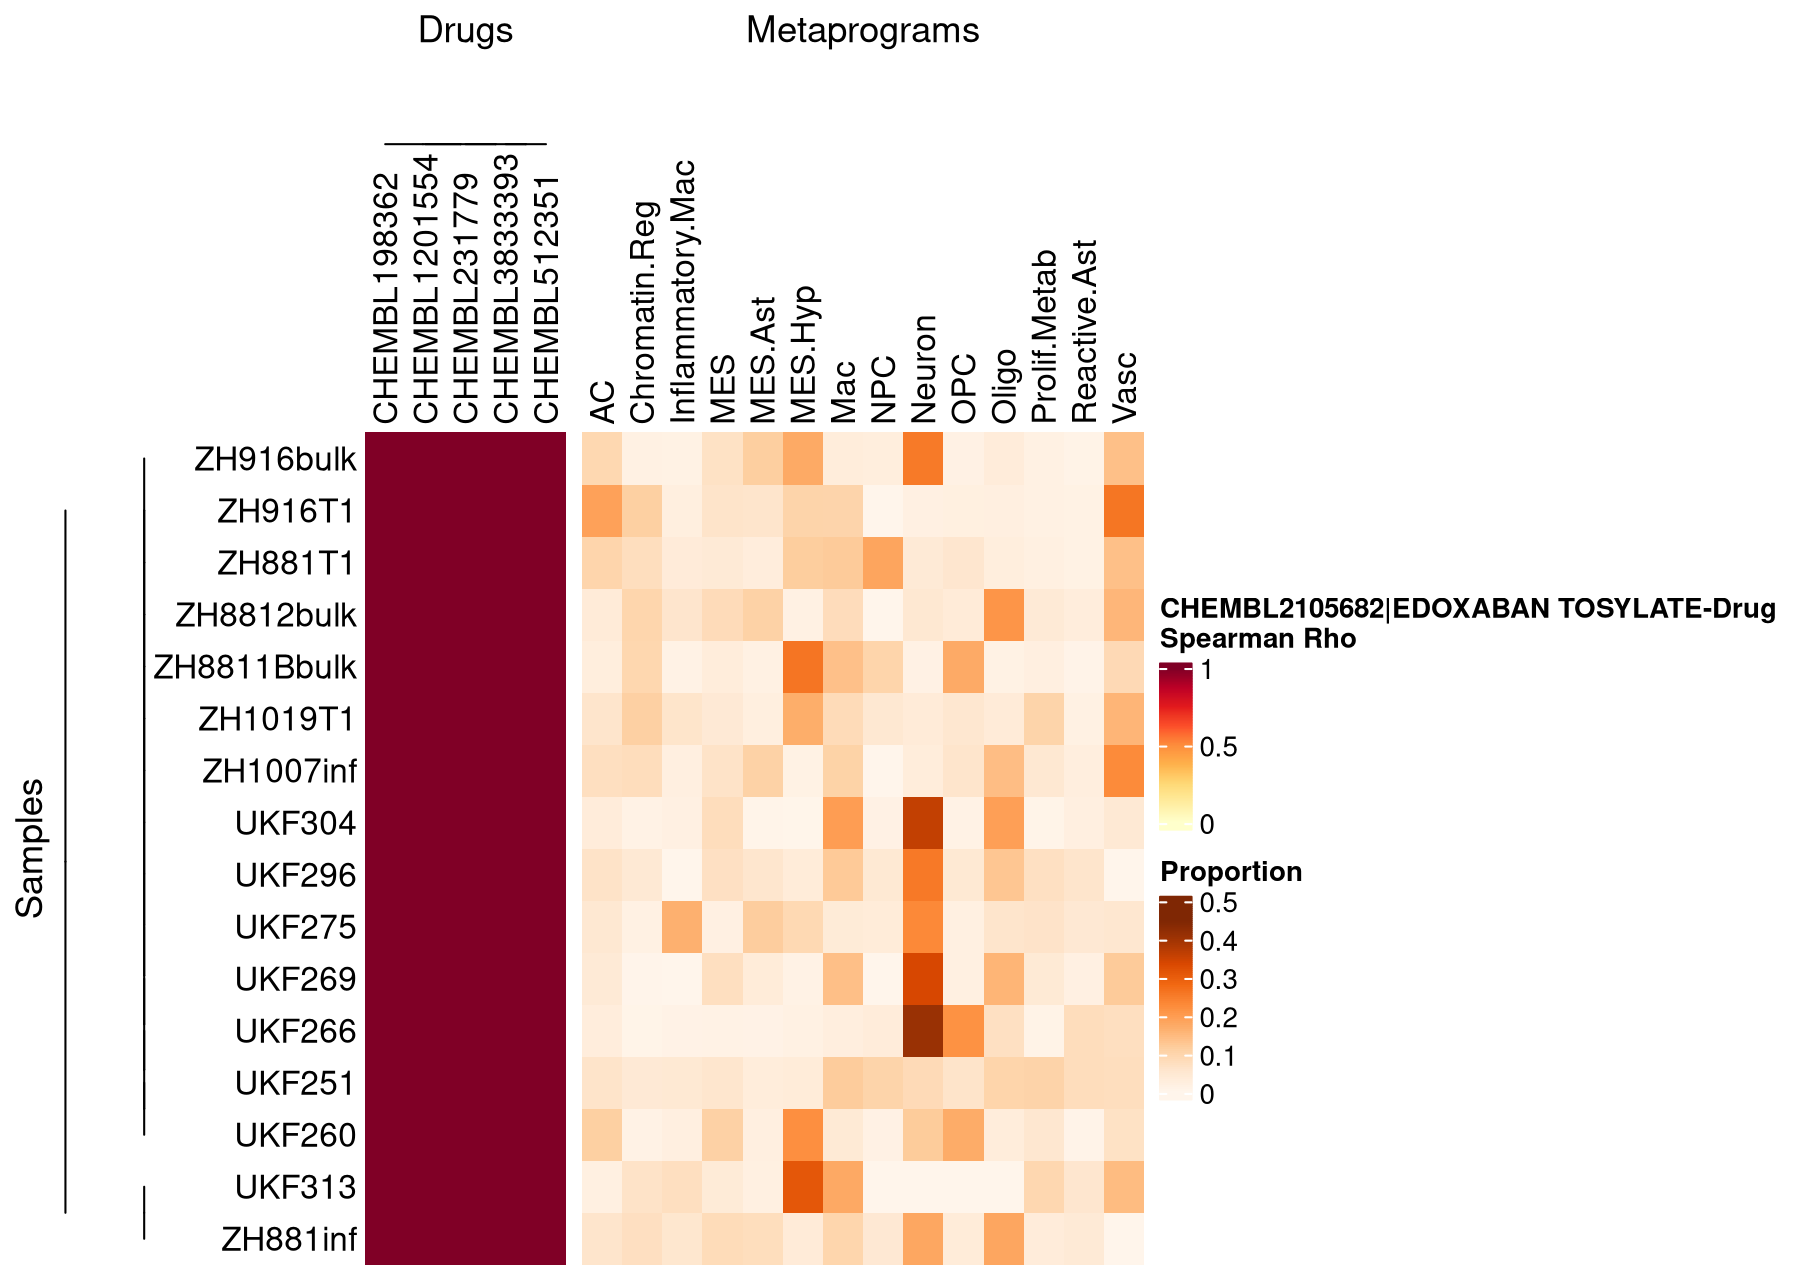 Drugs
Metaprograms
CHEMBL198362
CHEMBL1201554
CHEMBL231779
CHEMBL3833393
CHEMBL512351
AC
Chromatin.Reg
Inflammatory.Mac
MES
MES.Ast
MES.Hyp
Mac
NPC
Neuron
OPC
Oligo
Prolif.Metab
Reactive.Ast
Vasc
Samples
ZH916bulk
ZH916T1
ZH881T1
ZH8812bulk
ZH8811Bbulk
ZH1019T1
ZH1007inf
UKF304
UKF296
UKF275
UKF269
UKF266
UKF251
UKF260
UKF313
ZH881inf
CHEMBL2105682|EDOXABAN TOSYLATE-Drug
Spearman Rho
1
0.5
0
Proportion
0.5
0.4
0.3
0.2
0.1
0